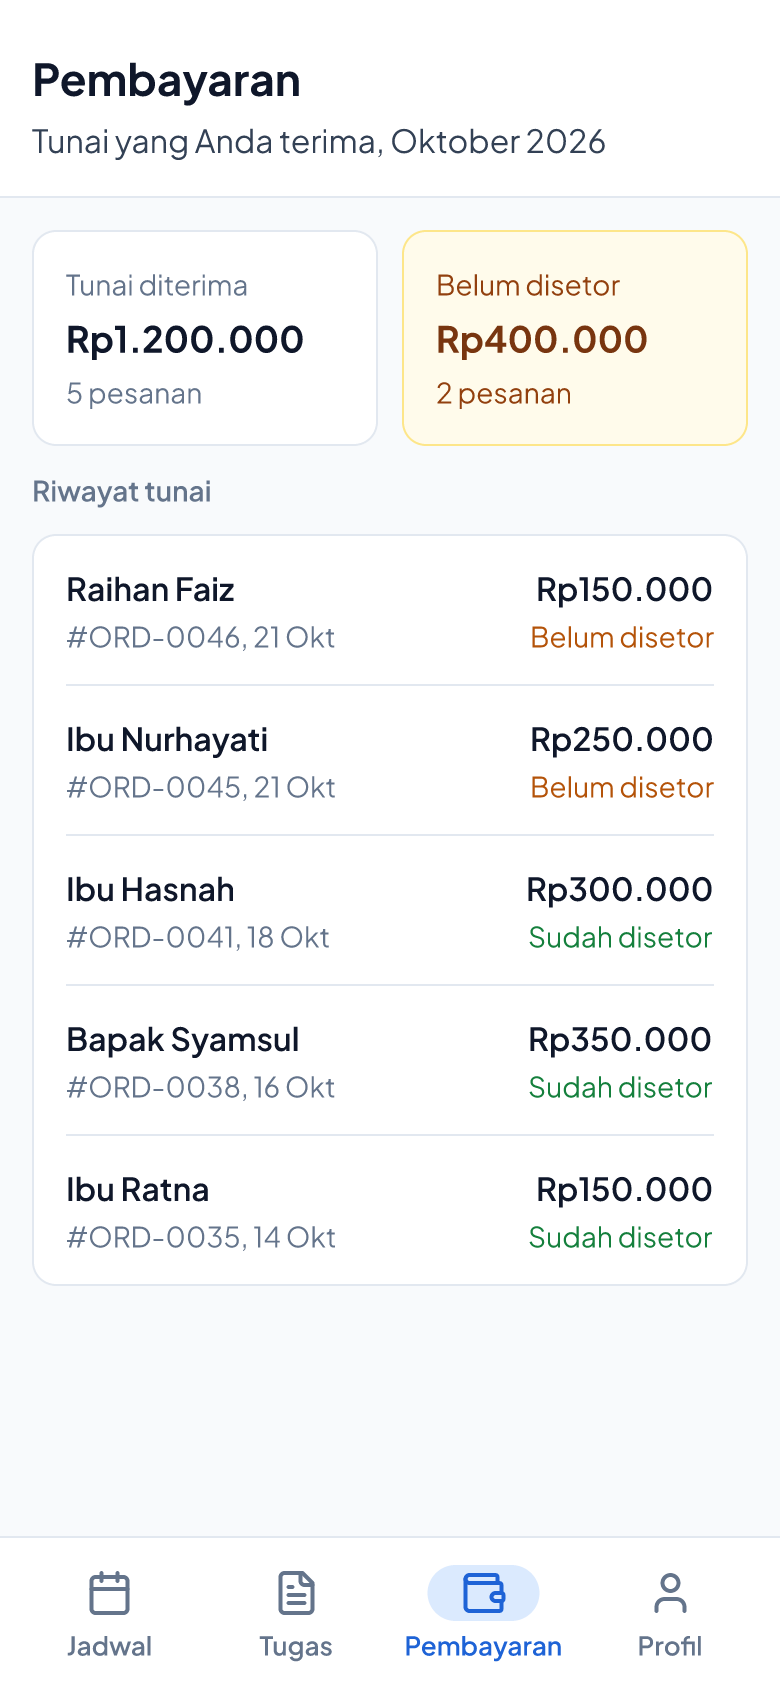 Pembayaran
Tunai yang Anda terima, Oktober 2026
Tunai diterima
Rp1.200.000
5 pesanan
Belum disetor
Rp400.000
2 pesanan
Riwayat tunai
Raihan Faiz
Rp150.000
#ORD-0046, 21 Okt
Belum disetor
Ibu Nurhayati
Rp250.000
#ORD-0045, 21 Okt
Belum disetor
Ibu Hasnah
Rp300.000
#ORD-0041, 18 Okt
Sudah disetor
Bapak Syamsul
Rp350.000
#ORD-0038, 16 Okt
Sudah disetor
Ibu Ratna
Rp150.000
#ORD-0035, 14 Okt
Sudah disetor
Jadwal
Tugas
Pembayaran
Profil